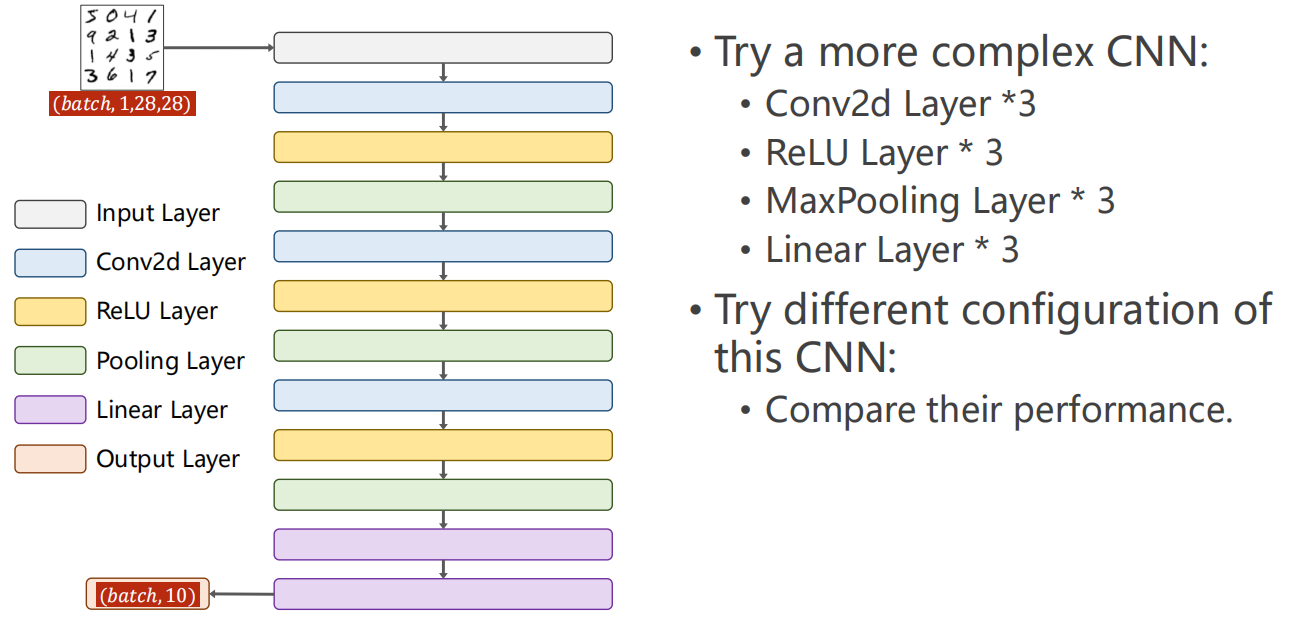 5 0 4 1
9 2 1 3
1 4 3 5
3 6 1 7
(batch, 1,28,28)
Input Layer
Conv2d Layer
ReLU Layer
Pooling Layer
Linear Layer
Output Layer
(batch, 10)
• Try a more complex CNN:
• Conv2d Layer *3
• ReLU Layer * 3
• MaxPooling Layer * 3
• Linear Layer * 3
• Try different configuration of
this CNN:
• Compare their performance.